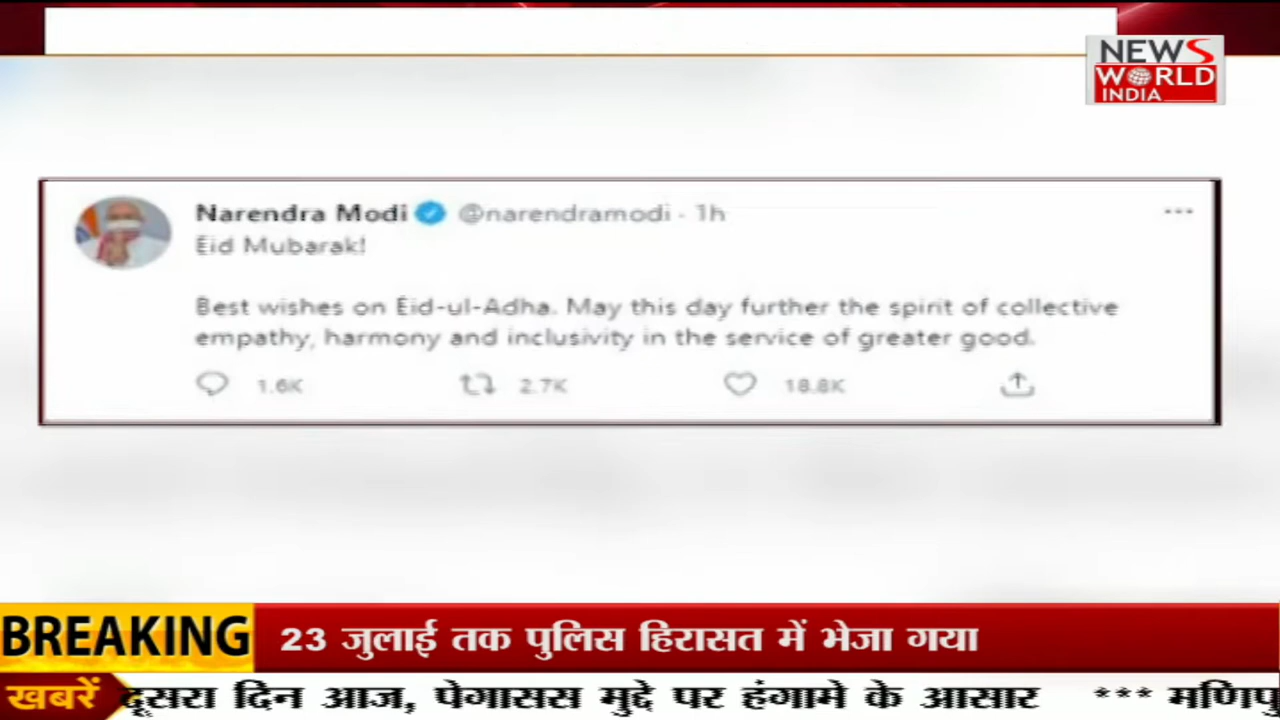 NEWS
WORLD
INDIA
Narendra Modi @narendramodi · 1h
Eid Mubarak!
Best wishes on Eid-ul-Adha. May this day further the spirit of collective
empathy, harmony and inclusivity in the service of greater good.
1.6K 2.7K 18.8K
BREAKING 23 जुलाई तक पुलिस हिरासत में भेजा गया
खबरें दूसरा दिन आज, पेगासस मुद्दे पर हंगामे के आसार *** मणिपु